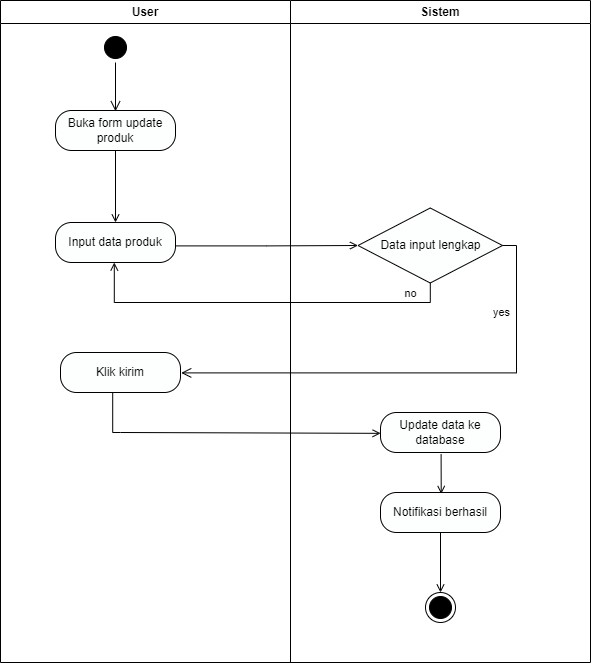 User
Sistem
Buka form update
produk
Input data produk
Data input lengkap
no
yes
Klik kirim
Update data ke
database
Notifikasi berhasil